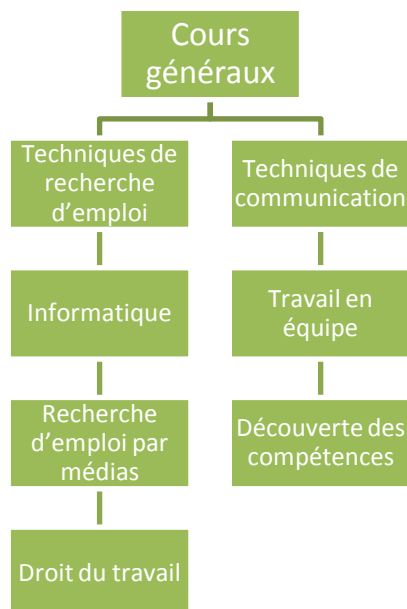 Cours
généraux
Techniques de
recherche
d'emploi
Informatique
Recherche
d'emploi par
médias
Droit du travail
Techniques de
communication
Travail en
équipe
Découverte des
compétences